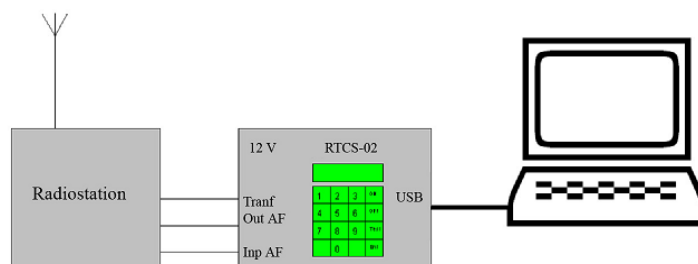 12 V
RTCS-02
Radiostation
Tranf
Out AF
Inp AF
USB
1 2 3
4 5 6
7 8 9
0